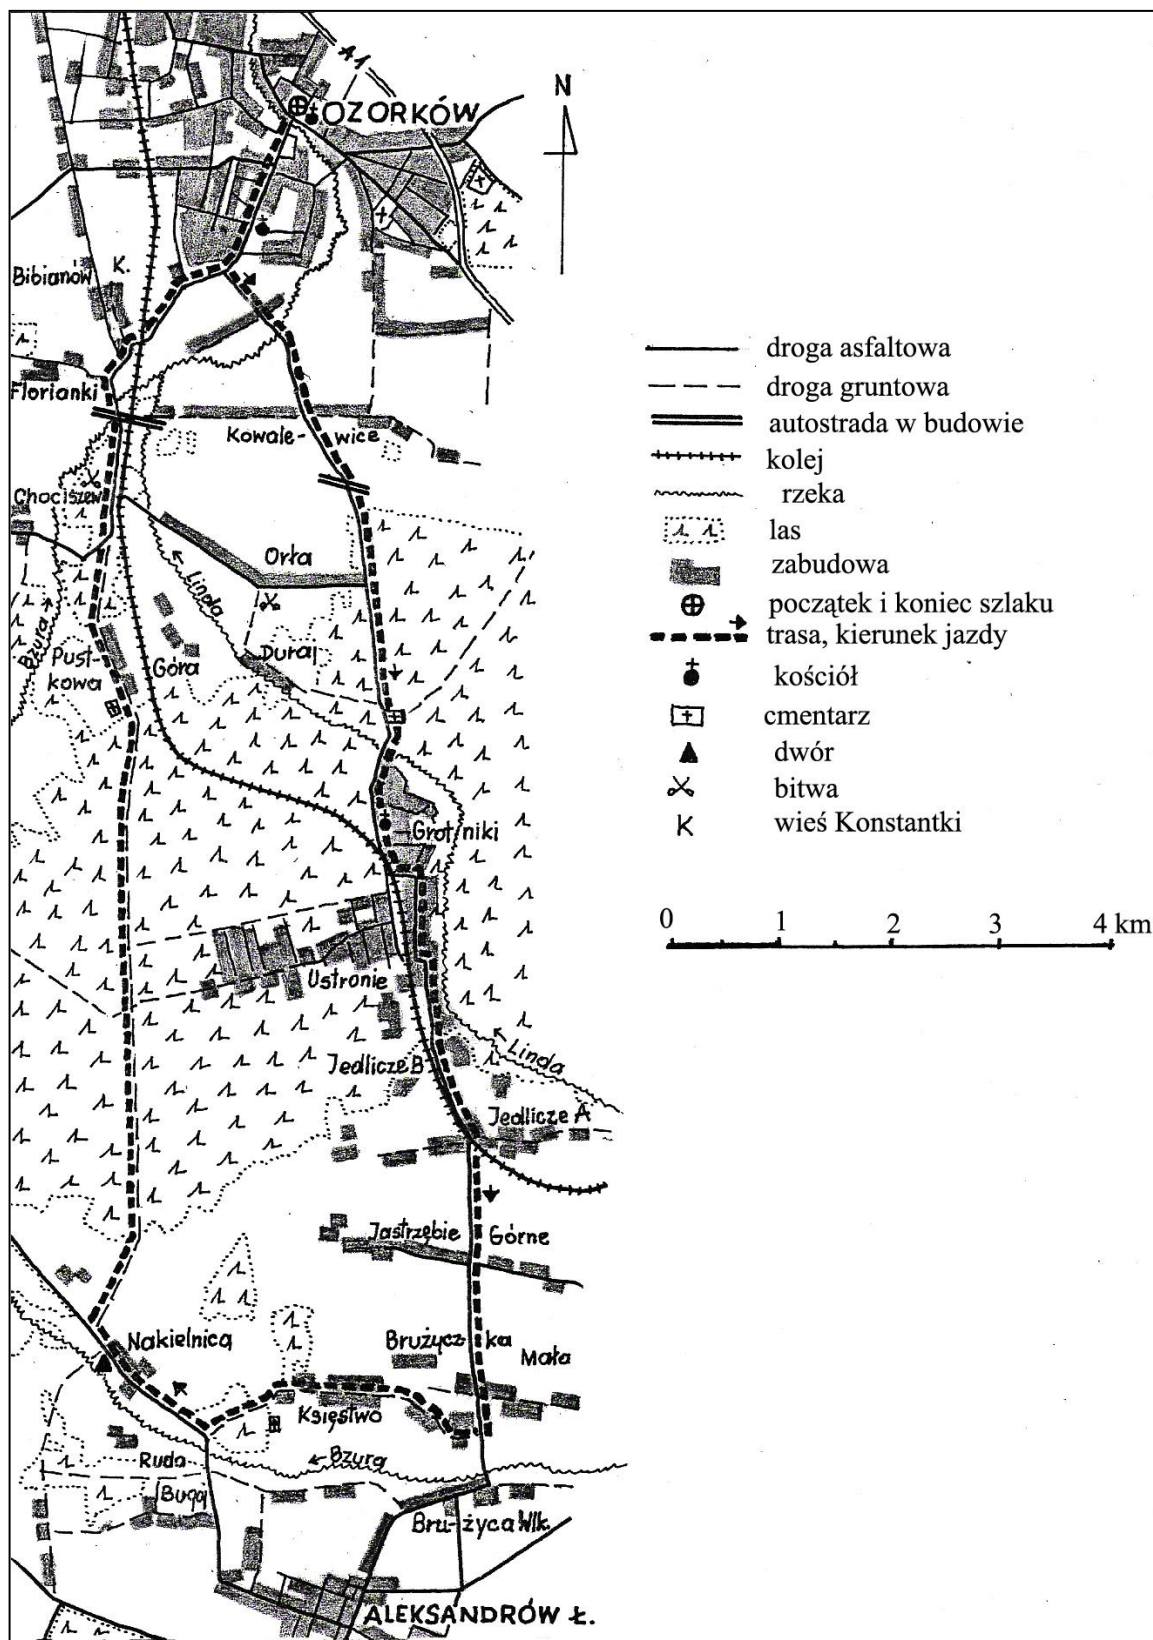 A1
OZORKÓW
N
K.
Bibianów
Florianki
Kowale-wice
Chociszew
Orła
Linda
Bzura
Duraj
Pust-
kowa
Góra
Grotniki
Ustronie
Jedlicze B
Linda
Jedlicze A
Jastrzębie Górne
Brużycz-ka
Mała
Nakielnica
Księstwo
Bzura
Ruda
Bugaj
Bru-życa Wlk.
ALEKSANDRÓW Ł.
droga asfaltowa
droga gruntowa
autostrada w budowie
kolej
rzeka
las
zabudowa
początek i koniec szlaku
trasa, kierunek jazdy
kościół
cmentarz
dwór
bitwa
K wieś Konstantki
0 1 2 3 4 km